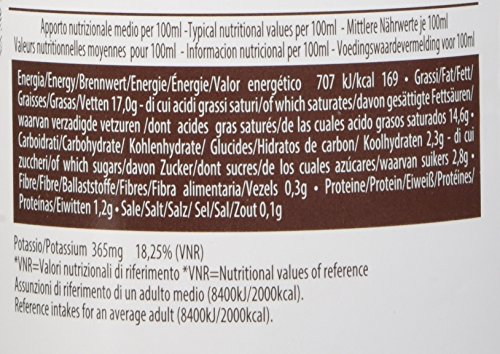 Apporto nutrizionale medio per 100ml -Typical nutritional values per 100ml - Mittlere Nährwerte je 100ml
Valeurs nutritionnelles moyennes pour 100ml - Informacion nutricional per 100ml - Voedingswaardevermelding voor 100ml
Energia/Energy/Brennwert/Energie/Énergie/Valor energético 707 kJ/kcal 169 • Grassi/Fat/Fett/
Graisses/Grasas/Vetten 17,0g - di cui acidi grassi saturi/of which saturates/davon gesättigte Fettsäuren/
waarvan verzadigde vetzuren /dont acides gras saturés/de las cuales acido grasos saturados 14,6g •
Carboidrati/Carbohydrate/ Kohlenhydrate/ Glucides/Hidratos de carbon/ Koolhydraten 2,3g - di cui
zuccheri/of which sugars/davon Zucker/dont sucres/de los cuales azúcares/waarvan suikers 2,8g •
Fibre/Fibre/Ballaststoffe/Fibres/Fibra alimentaria/Vezels 0,3g • Proteine/Protein/Eiweiß/Protéines/
Proteínas/Eiwitten 1,2g • Sale/Salt/Salz/ Sel/Sal/Zout 0,1g
Potassio/Potassium 365mg 18,25% (VNR)
*VNR=Valori nutrizionali di riferimento *VNR=Nutritional values of reference
Assunzioni di riferimento di un adulto medio (8400kJ/2000kcal).
Reference intakes for an average adult (8400kJ/2000kcal).